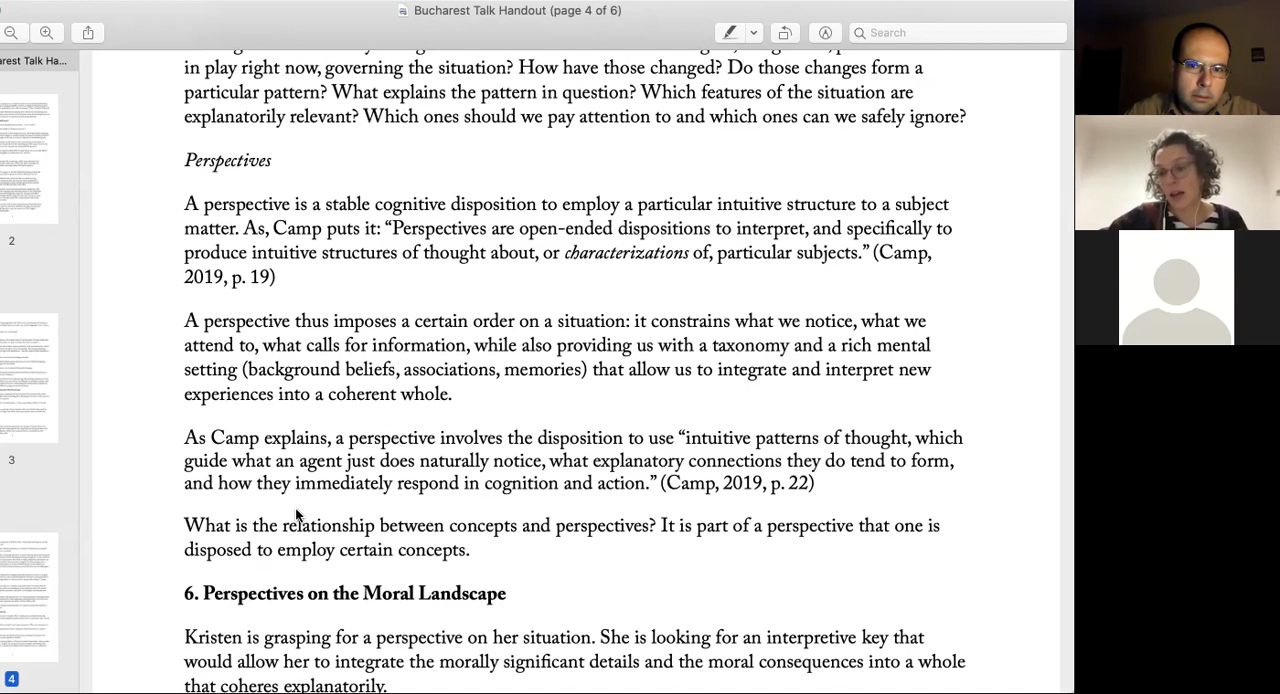 Bucharest Talk Handout (page 4 of 6)
Search
arest Talk Ha...
in play right now, governing the situation? How have those changed? Do those changes form a
particular pattern? What explains the pattern in question? Which features of the situation are
explanatorily relevant? Which ones should we pay attention to and which ones can we safely ignore?
Perspectives
A perspective is a stable cognitive disposition to employ a particular intuitive structure to a subject
matter. As, Camp puts it: “Perspectives are open-ended dispositions to interpret, and specifically to
produce intuitive structures of thought about, or characterizations of, particular subjects.” (Camp,
2019, p. 19)
A perspective thus imposes a certain order on a situation: it constrains what we notice, what we
attend to, what calls for information while also providing us with a taxonomy and a rich mental
setting (background beliefs, assocations, memories) that allow us to integrate and interpret new
experiences into a coherent whole.
As Camp explains, a perspective involves the disposition to use “intuitive patterns of thought, which
guide what an agent just does naturally notice, what explanatory connections they do tend to form,
and how they immediately respond in cognition and action.” (Camp, 2019, p. 22)
What is the relationship between concepts and perspectives? It is part of a perspective that one is
disposed to employ certain concepts.
6. Perspectives on the Moral Landscape
Kristen is grasping for a perspective on her situation. She is looking for an interpretive key that
would allow her to integrate the morally significant details and the moral consequences into a whole
that coheres explanatorily.
2
3
4